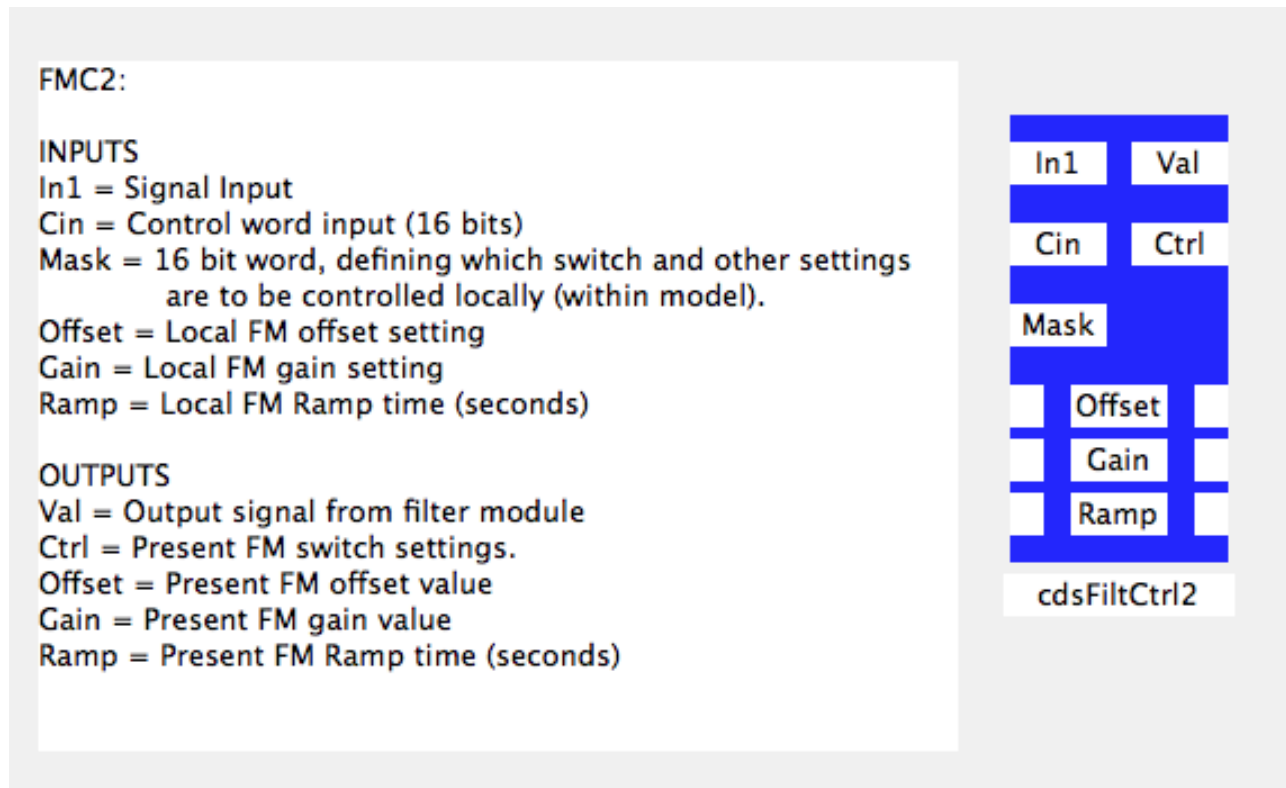 FMC2:
INPUTS
In1 = Signal Input
Cin = Control word input (16 bits)
Mask = 16 bit word, defining which switch and other settings
are to be controlled locally (within model).
Offset = Local FM offset setting
Gain = Local FM gain setting
Ramp = Local FM Ramp time (seconds)
OUTPUTS
Val = Output signal from filter module
Ctrl = Present FM switch settings.
Offset = Present FM offset value
Gain = Present FM gain value
Ramp = Present FM Ramp time (seconds)
In1 Val
Cin Ctrl
Mask
Offset
Gain
Ramp
cdsFiltCtrl2